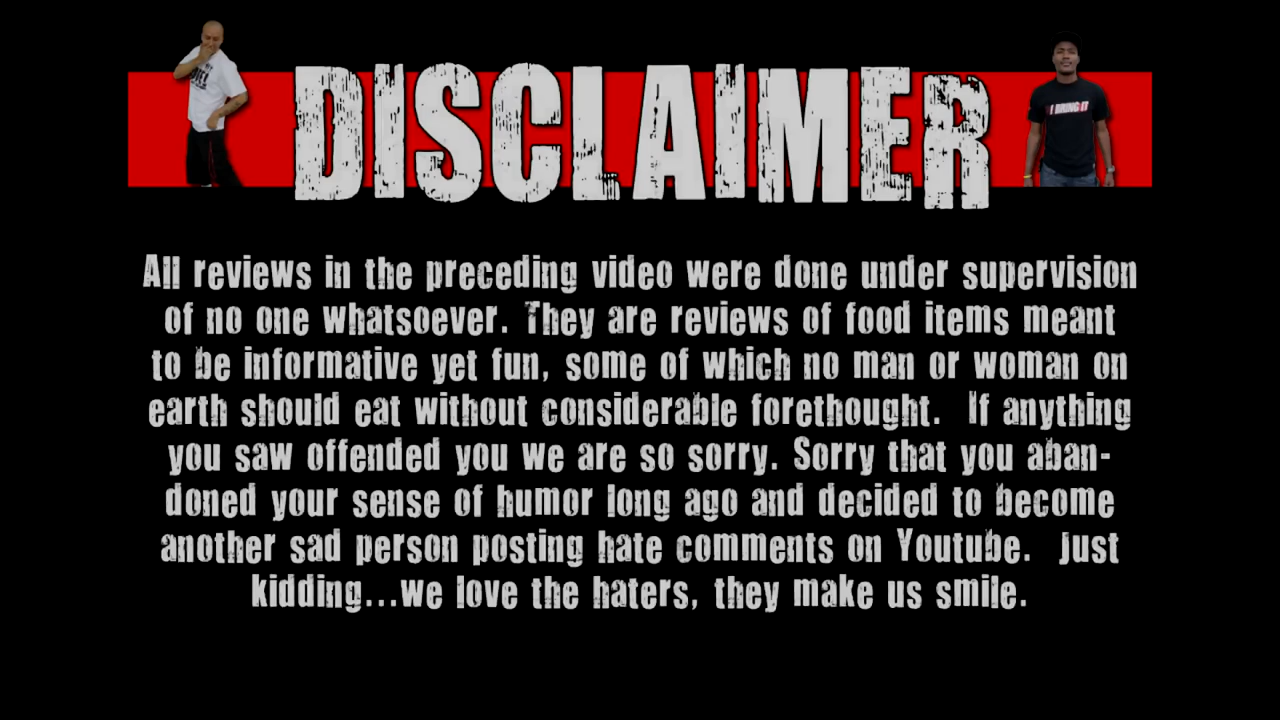 DISCLAIMER
I BRING IT
All reviews in the preceding video were done under supervision
of no one whatsoever. They are reviews of food items meant
to be informative yet fun, some of which no man or woman on
earth should eat without considerable forethought. If anything
you saw offended you we are so sorry. Sorry that you aban-
doned your sense of humor long ago and decided to become
another sad person posting hate comments on Youtube. Just
kidding...we love the haters, they make us smile.